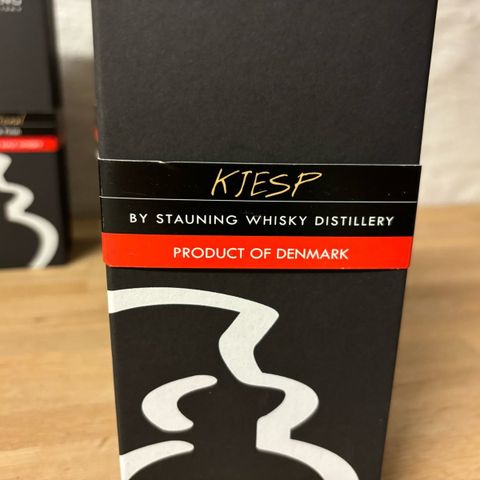 KJESP
BY STAUNING WHISKY DISTILLERY
PRODUCT OF DENMARK